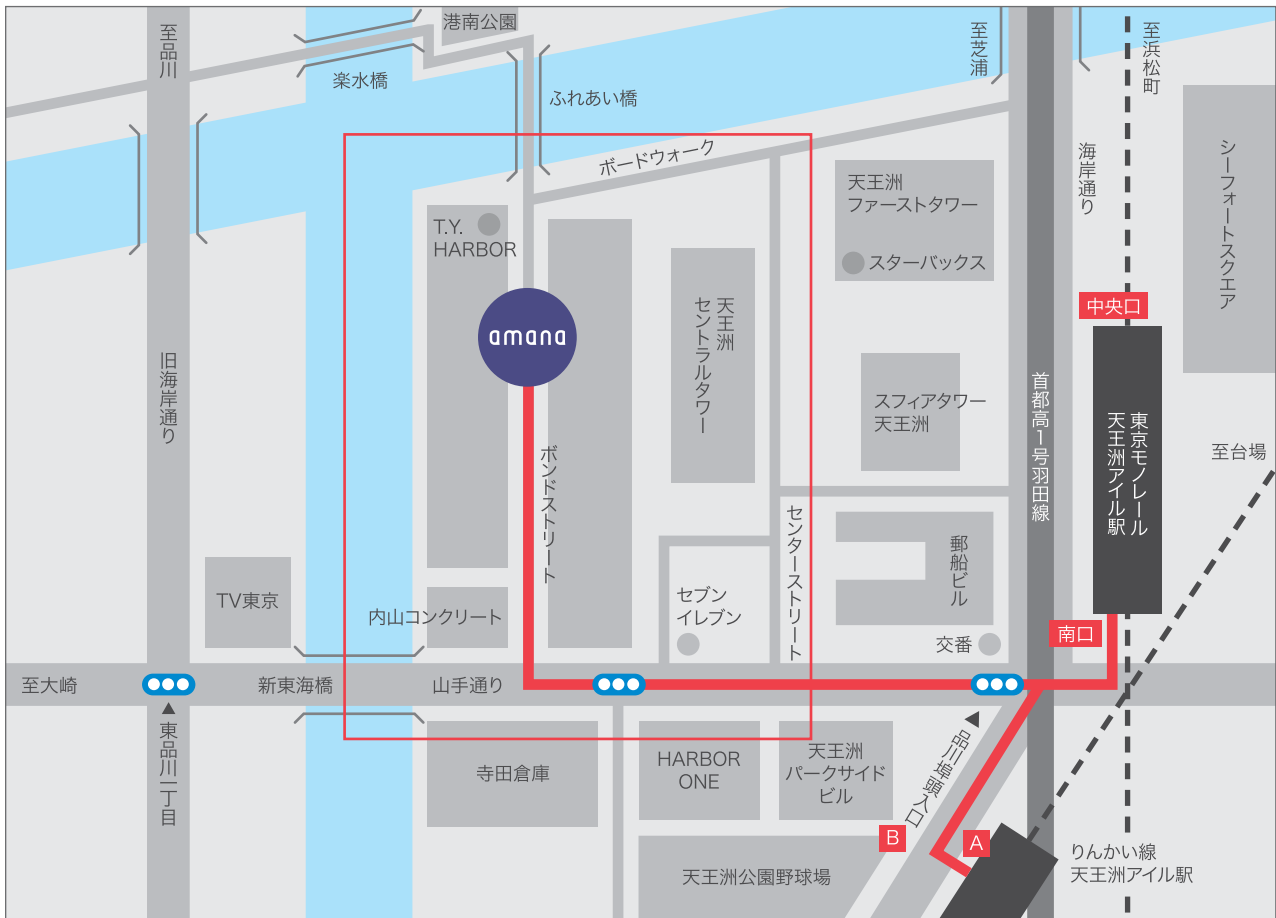 至品川
港南公園
楽水橋
ふれあい橋
至芝浦
至浜松町
ボードウォーク
海岸通り
シーフォートスクエア
天王洲
ファーストタワー
スターバックス
T.Y.
HARBOR
amana
天王洲
セントラルタワー
中央口
旧海岸通り
スフィアタワー
天王洲
首都高1号羽田線
東京モノレール
天王洲アイル駅
至台場
ボンドストリート
センターストリート
郵船ビル
TV東京
内山コンクリート
セブン
イレブン
交番
南口
至大崎
新東海橋
山手通り
東品川一丁目
寺田倉庫
HARBOR
ONE
天王洲
パークサイド
ビル
品川埠頭入口
B
A
りんかい線
天王洲アイル駅
天王洲公園野球場